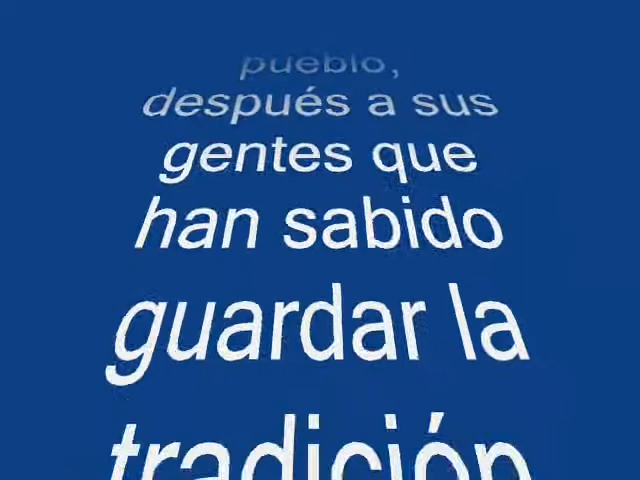 pueblo,
después a sus
gentes que
han sabido
guardar la
tradición